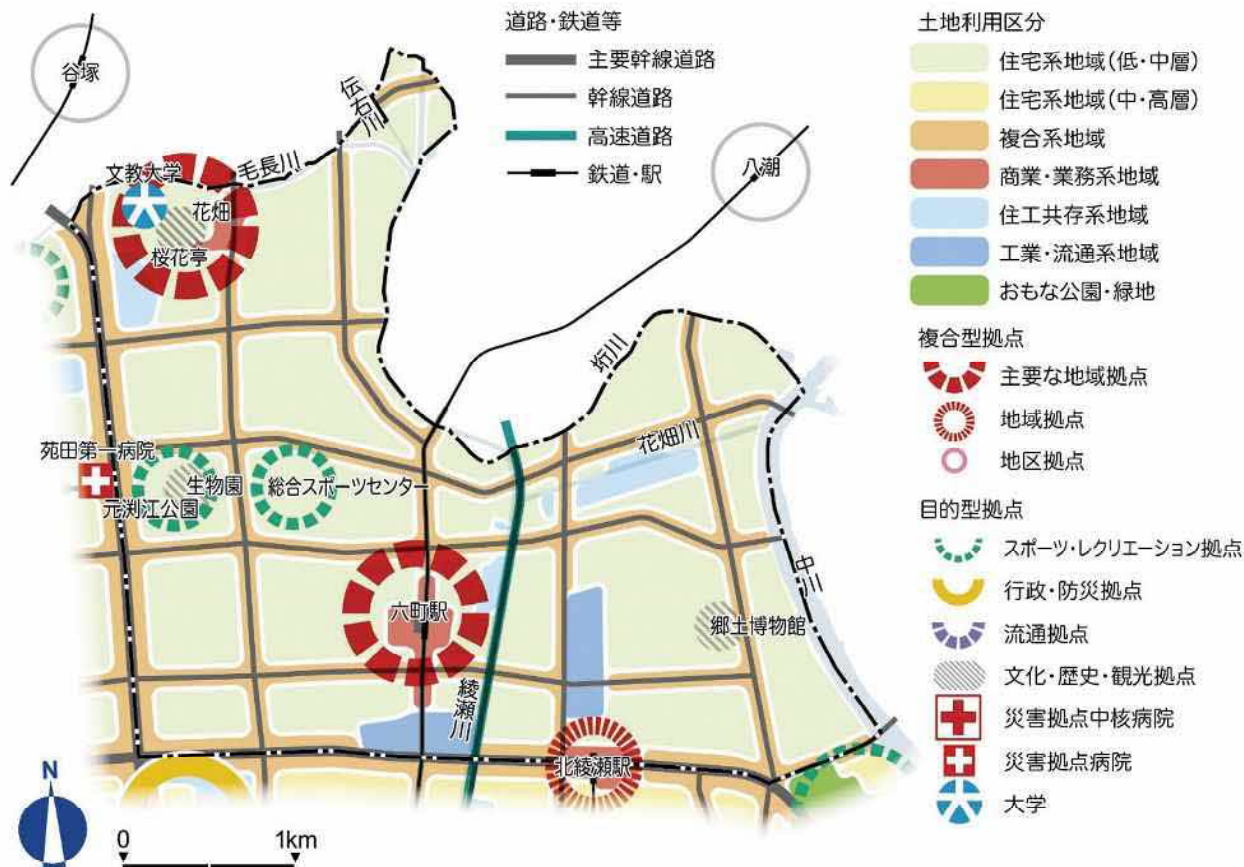 谷塚
伝右川
毛長川
文教大学
花畑
桜花亭
八潮
垳川
花畑川
苑田第一病院
生物園
元渕江公園
総合スポーツセンター
中川
六町駅
郷土博物館
綾瀬川
北綾瀬駅
N
0 1km
道路・鉄道等
主要幹線道路
幹線道路
高速道路
鉄道・駅
土地利用区分
住宅系地域(低・中層)
住宅系地域(中・高層)
複合系地域
商業・業務系地域
住工共存系地域
工業・流通系地域
おもな公園・緑地
複合型拠点
主要な地域拠点
地域拠点
地区拠点
目的型拠点
スポーツ・レクリエーション拠点
行政・防災拠点
流通拠点
文化・歴史・観光拠点
災害拠点中核病院
災害拠点病院
大学